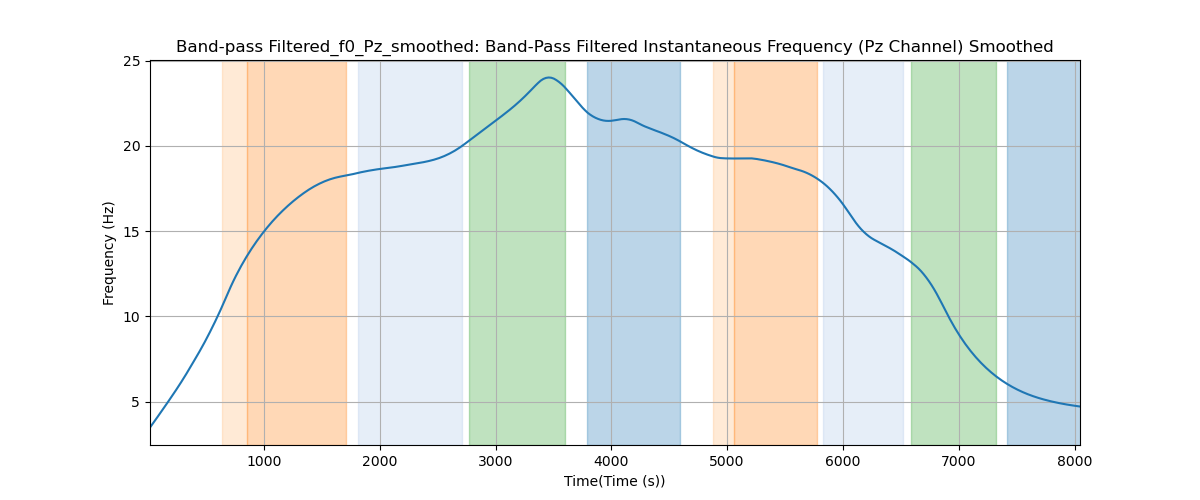 Band-pass Filtered_f0_Pz_smoothed: Band-Pass Filtered Instantaneous Frequency (Pz Channel) Smoothed
25
20
15
10
5
Frequency (Hz)
1000 2000 3000 4000 5000 6000 7000 8000
Time(Time (s))